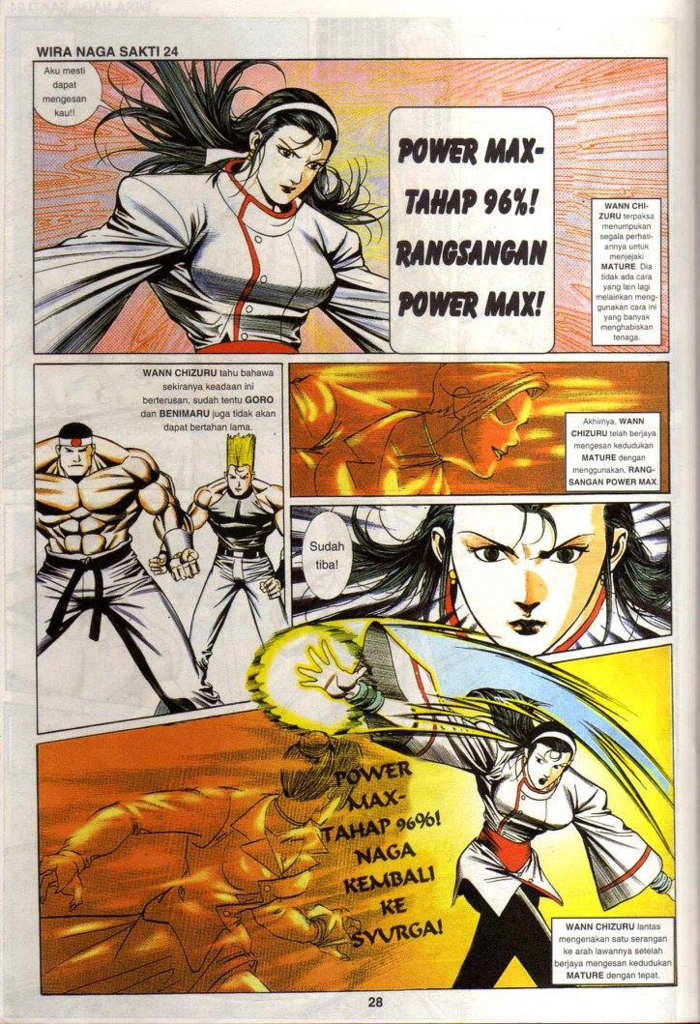 WIRA NAGA SAKTI 24
Aku mesti
dapat
mengesan
kau!!
POWER MAX-
TAHAP 96%!
RANGSANGAN
POWER MAX!
WANN CHI-
ZURU terpaksa
menumpukan
segala perhati-
annya untuk
menjejaki
MATURE. Dia
tidak ada cara
yang lain lagi
melainkan meng-
gunakan cara ini
yang banyak
menghabiskan
tenaga.
WANN CHIZURU tahu bahawa
sekiranya keadaan ini
berterusan, sudah tentu GORO
dan BENIMARU juga tidak akan
dapat bertahan lama.
Akhirnya, WANN
CHIZURU telah berjaya
mengesan kedudukan
MATURE dengan
menggunakan, RANG-
SANGAN POWER MAX.
Sudah
tiba!
POWER
MAX-
TAHAP 96%!
NAGA
KEMBALI
KE
SYURGA!
WANN CHIZURU lantas
mengenakan satu serangan
ke arah lawannya setelah
berjaya mengesan kedudukan
MATURE dengan tepat.
28